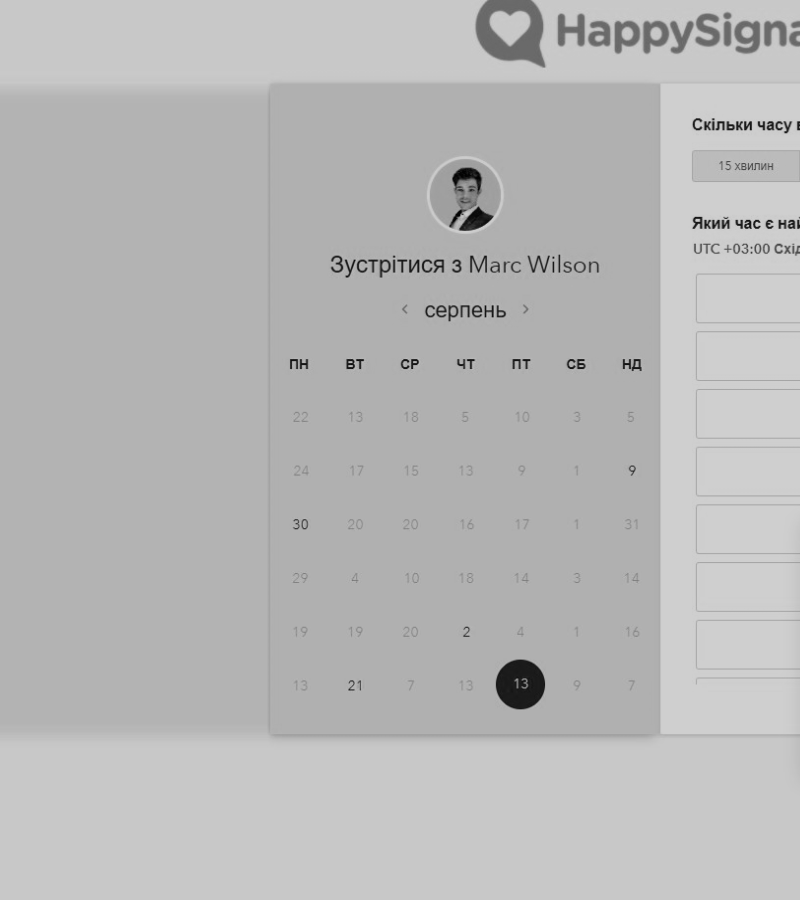 HappySigna
Зустрітися з Marc Wilson
серпень
ПН ВТ СР ЧТ ПТ СБ НД
22 13 18 5 10 3 5
24 17 15 13 9 1 9
30 20 20 16 17 1 31
29 4 10 18 14 3 14
19 19 20 2 4 1 16
13 21 7 13 13 9 7
Скільки часу в
15 хвилин
Який час є най
UTC +03:00 Схід